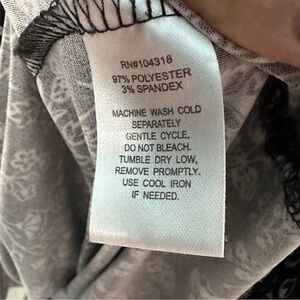 RN#104318
97% POLYESTER
3% SPANDEX
MACHINE WASH COLD
SEPARATELY
GENTLE CYCLE,
DO NOT BLEACH.
TUMBLE DRY LOW,
REMOVE PROMPTLY.
USE COOL IRON
IF NEEDED.